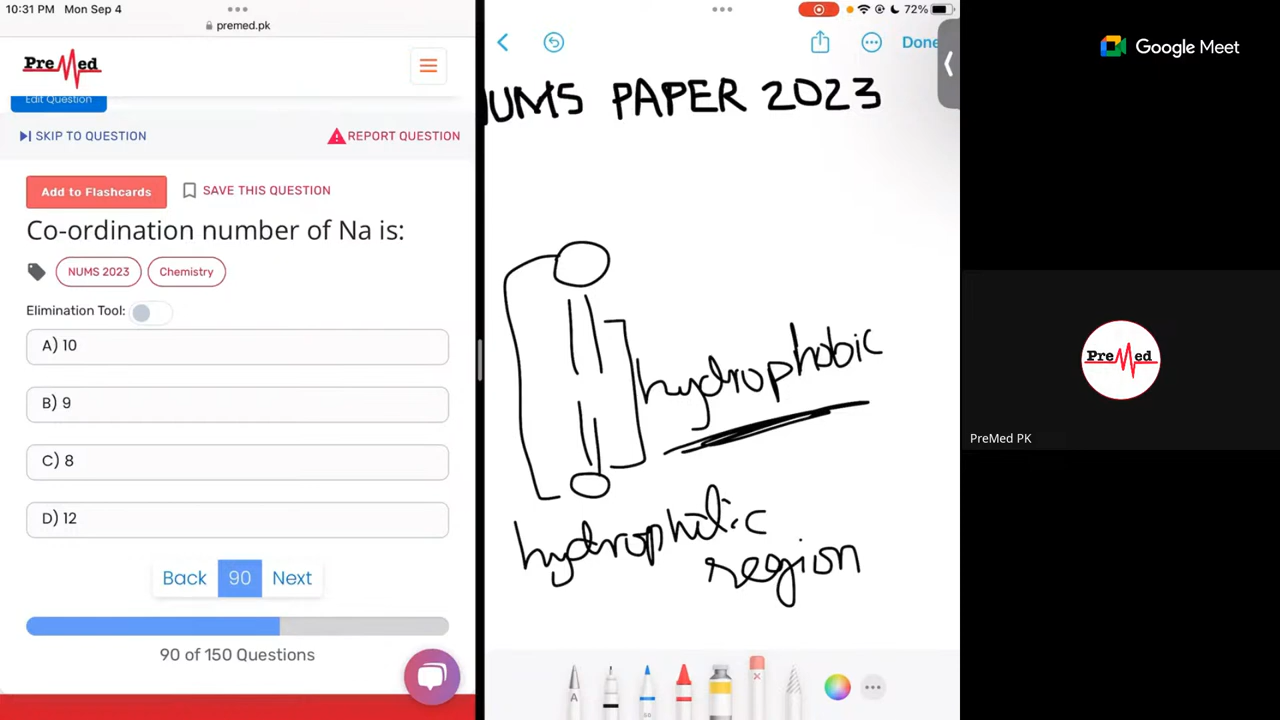 10:31 PM Mon Sep 4
premed.pk
PreMed
Edit Question
SKIP TO QUESTION
REPORT QUESTION
Add to Flashcards
SAVE THIS QUESTION
Co-ordination number of Na is:
NUMS 2023
Chemistry
Elimination Tool:
A) 10
B) 9
C) 8
D) 12
Back
90
Next
90 of 150 Questions
72%
Done
NUMS PAPER 2023
hydrophobic
hydrophilic
region
A
Google Meet
PreMed
PreMed PK